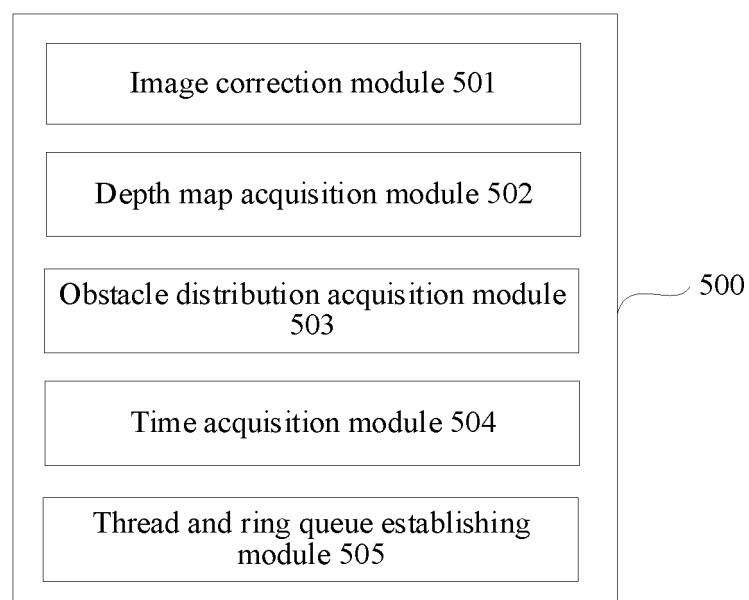 Image correction module 501
Depth map acquisition module 502
Obstacle distribution acquisition module
503
500
Time acquisition module 504
Thread and ring queue establishing
module 505